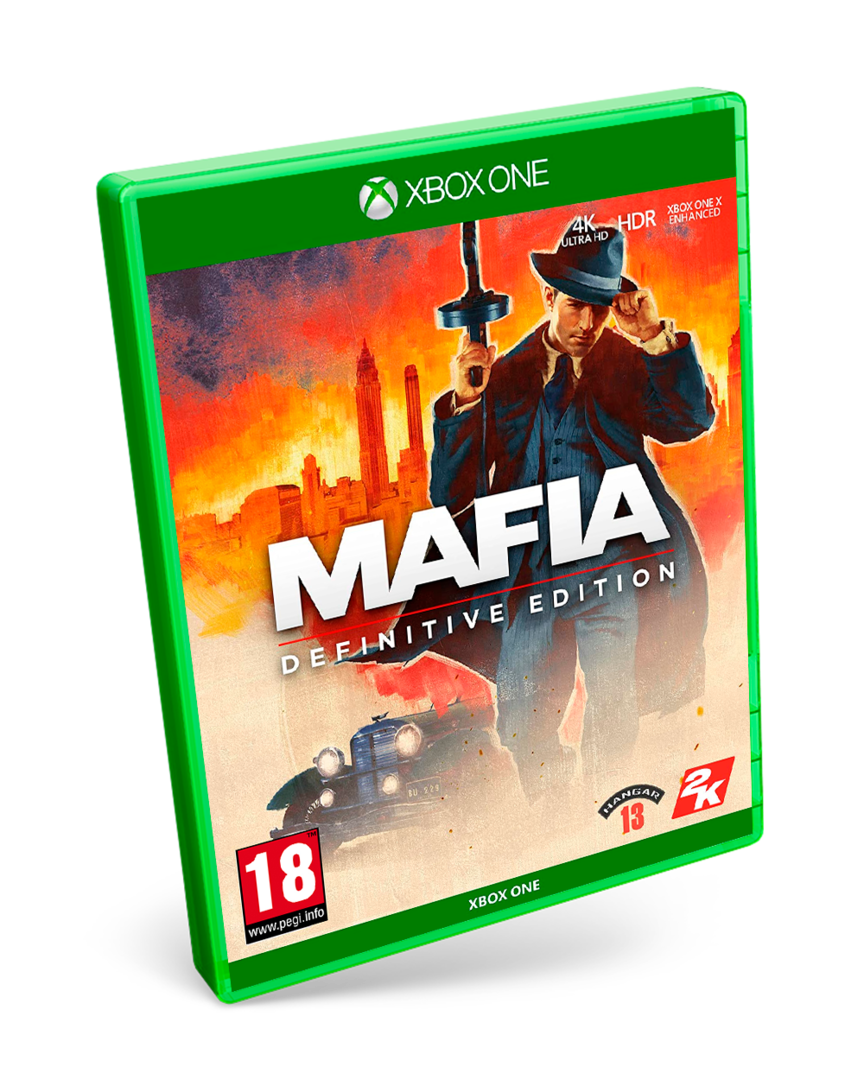 XBOX ONE
4K
ULTRA HD
HDR
XBOX ONE X
ENHANCED
MAFIA
DEFINITIVE EDITION
HANGAR
13
2K
18
www.pegi.info
XBOX ONE